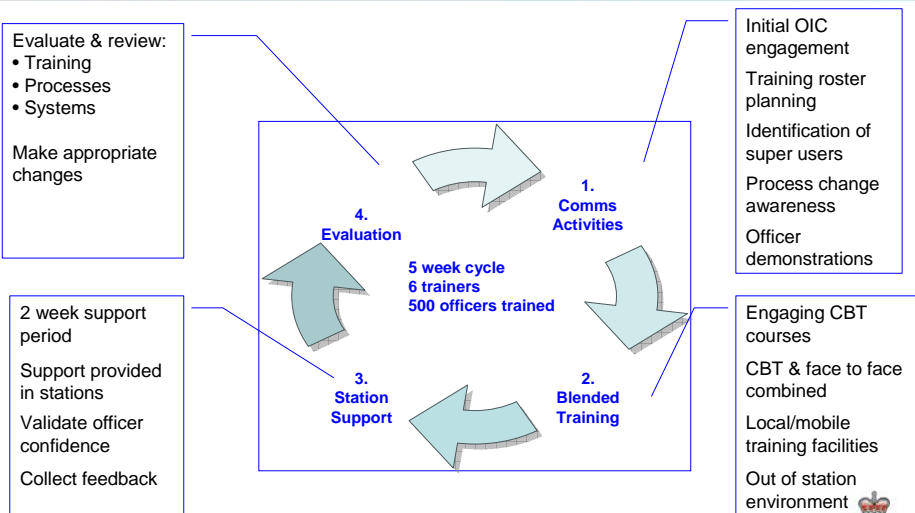 Evaluate & review:
• Training
• Processes
• Systems
Make appropriate
changes
Initial OIC
engagement
Training roster
planning
Identification of
super users
Process change
awareness
Officer
demonstrations
1.
Comms
Activities
4.
Evaluation
5 week cycle
6 trainers
500 officers trained
3.
Station
Support
2.
Blended
Training
2 week support
period
Support provided
in stations
Validate officer
confidence
Collect feedback
Engaging CBT
courses
CBT & face to face
combined
Local/mobile
training facilities
Out of station
environment